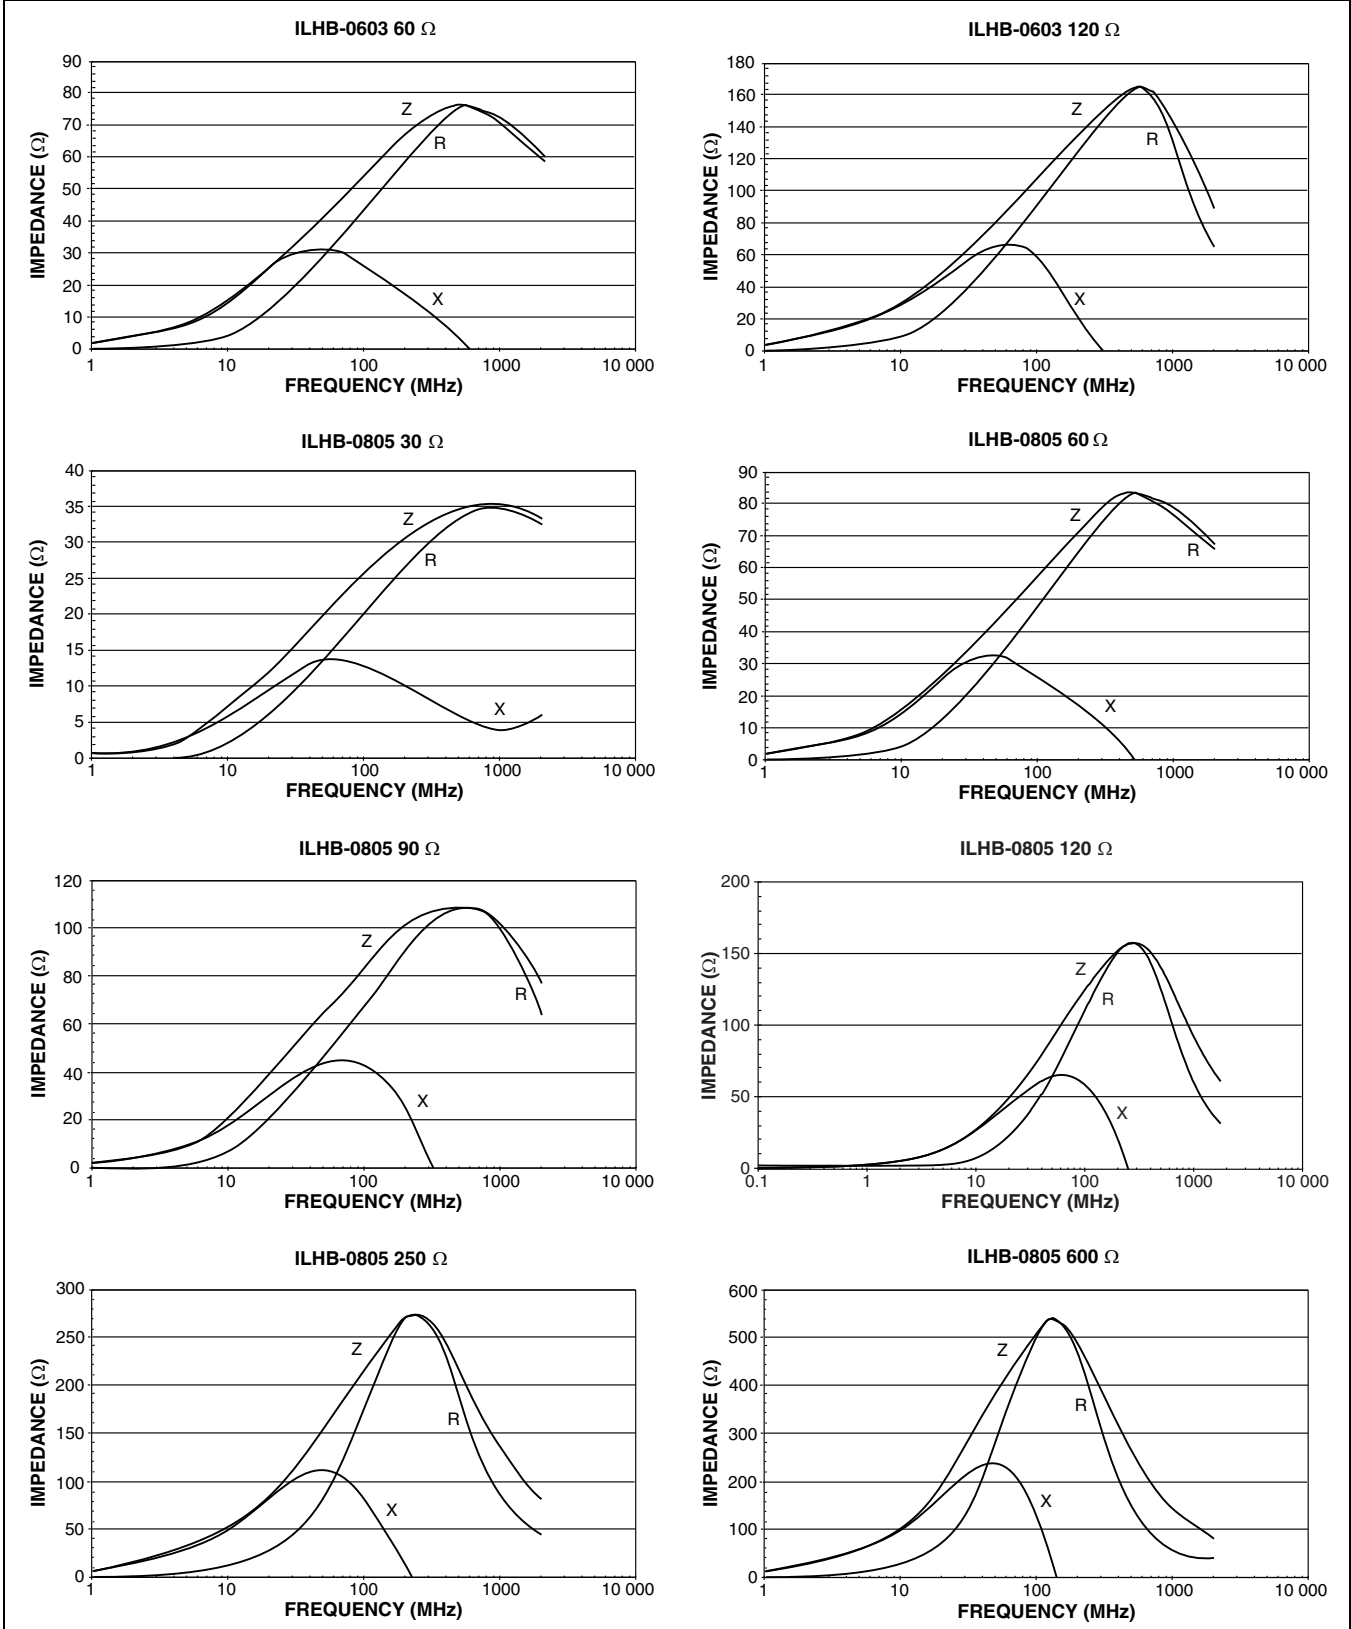 ILHB-0603 60 Ω
90
80
70
60
50
40
30
20
10
0
IMPEDANCE (Ω)
Z
R
X
1 10 100 1000 10 000
FREQUENCY (MHz)
ILHB-0603 120 Ω
180
160
140
120
100
80
60
40
20
0
IMPEDANCE (Ω)
Z
R
X
1 10 100 1000 10 000
FREQUENCY (MHz)
ILHB-0805 30 Ω
40
35
30
25
20
15
10
5
0
IMPEDANCE (Ω)
Z
R
X
1 10 100 1000 10 000
FREQUENCY (MHz)
ILHB-0805 60 Ω
90
80
70
60
50
40
30
20
10
0
IMPEDANCE (Ω)
Z
R
X
1 10 100 1000 10 000
FREQUENCY (MHz)
ILHB-0805 90 Ω
120
100
80
60
40
20
0
IMPEDANCE (Ω)
Z
R
X
1 10 100 1000 10 000
FREQUENCY (MHz)
ILHB-0805 120 Ω
200
150
100
50
0
IMPEDANCE (Ω)
Z
R
X
0.1 1 10 100 1000 10 000
FREQUENCY (MHz)
ILHB-0805 250 Ω
300
250
200
150
100
50
0
IMPEDANCE (Ω)
Z
R
X
1 10 100 1000 10 000
FREQUENCY (MHz)
ILHB-0805 600 Ω
600
500
400
300
200
100
0
IMPEDANCE (Ω)
Z
R
X
1 10 100 1000 10 000
FREQUENCY (MHz)